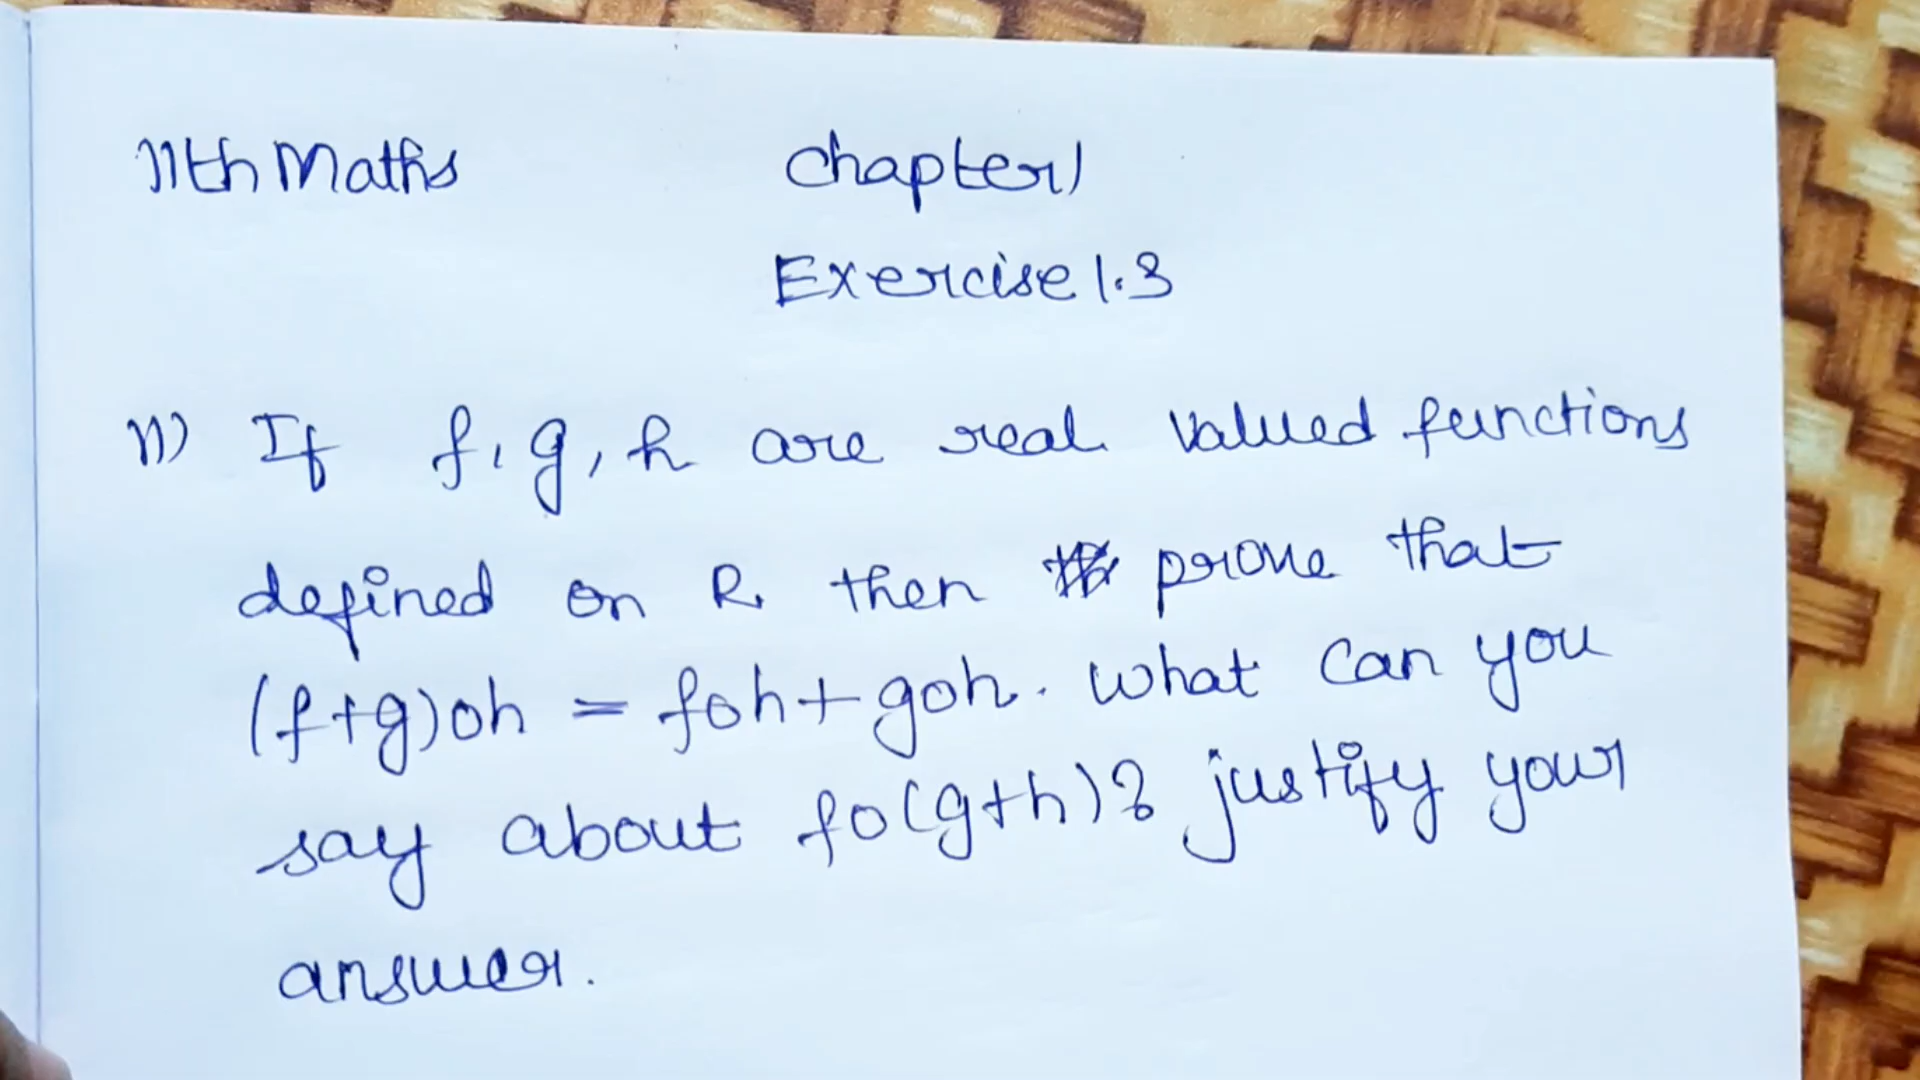 11th Maths Chapter 1
Exercise 1.3
11) If f, g, h are real valued functions
defined on R then prove that
(f+g)oh = foh+goh. What can you
say about fo(g+h)? justify your
answer.